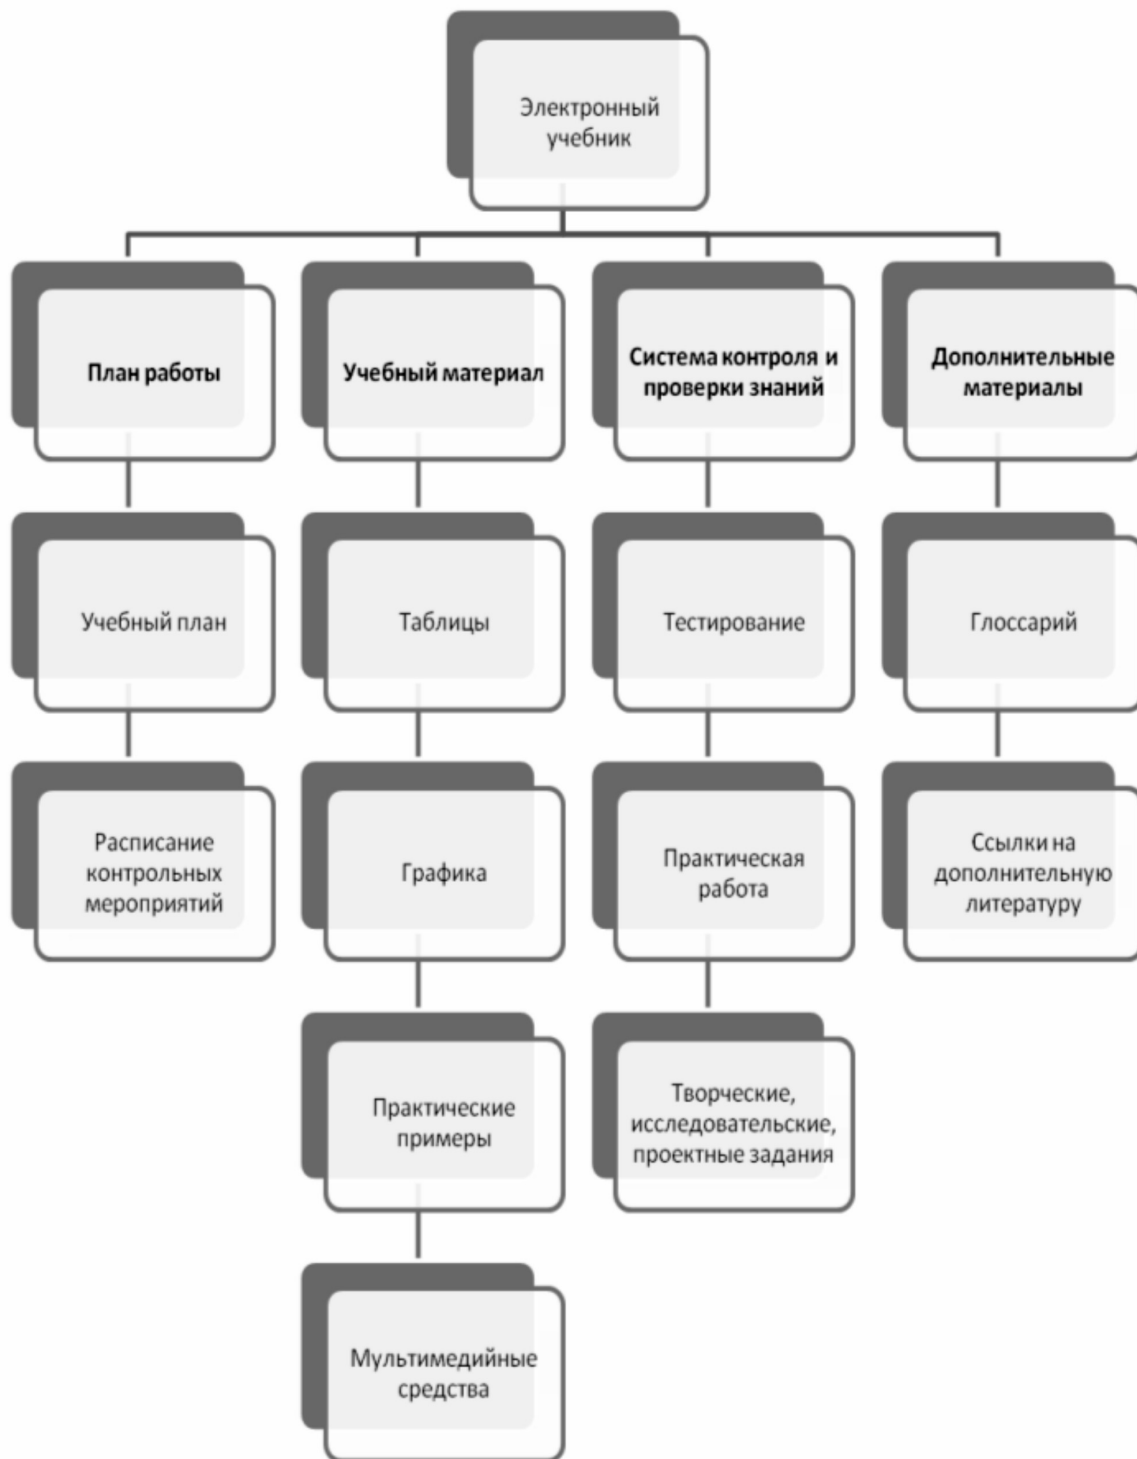 Электронный
учебник
План работы
Учебный материал
Система контроля и
проверки знаний
Дополнительные
материалы
Учебный план
Таблицы
Тестирование
Глоссарий
Расписание
контрольных
мероприятий
Графика
Практическая
работа
Ссылки на
дополнительную
литературу
Практические
примеры
Творческие,
исследовательские,
проектные задания
Мультимедийные
средства